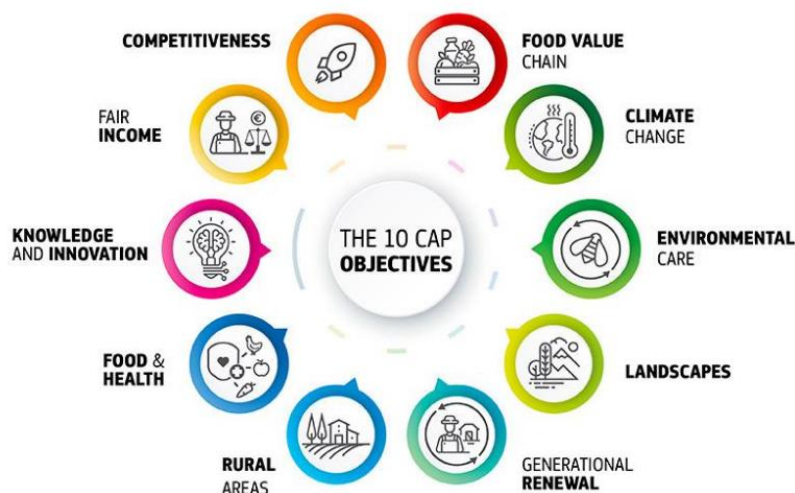 COMPETITIVENESS
FOOD VALUE
CHAIN
FAIR
INCOME
€
CLIMATE
CHANGE
KNOWLEDGE
AND INNOVATION
THE 10 CAP
OBJECTIVES
ENVIRONMENTAL
CARE
FOOD &
HEALTH
LANDSCAPES
RURAL
AREAS
GENERATIONAL
RENEWAL